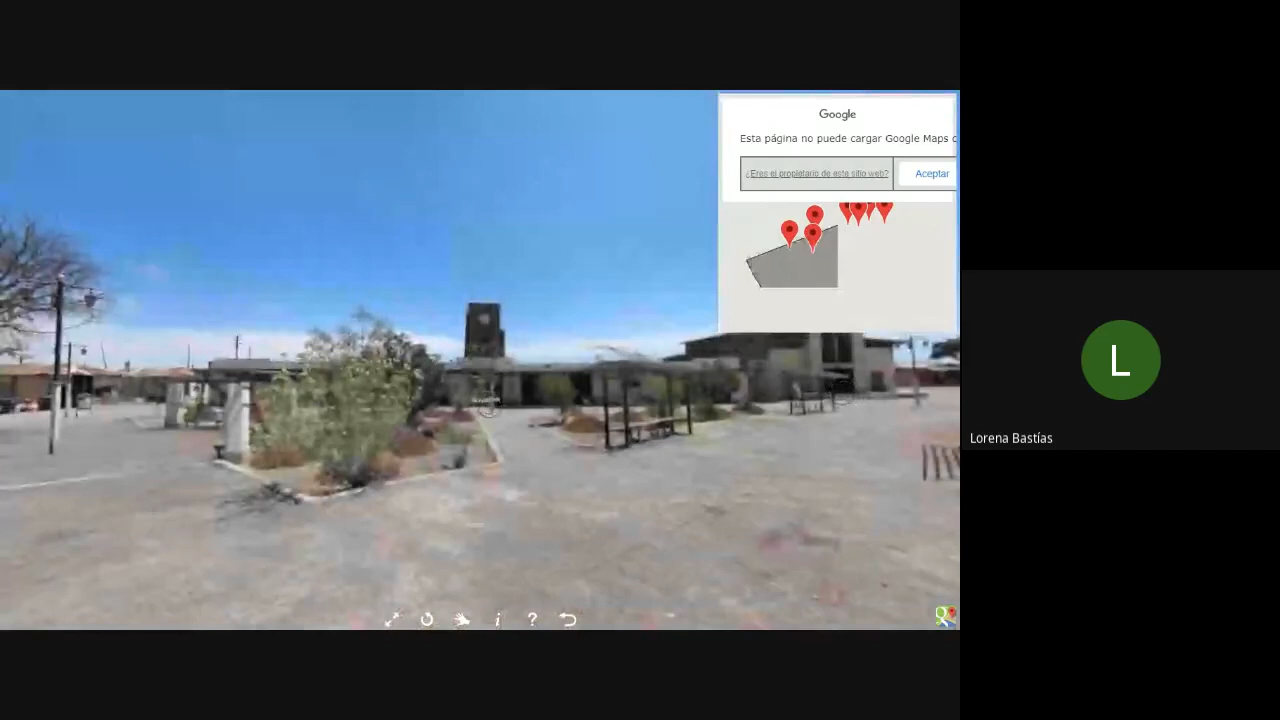 Google
Esta página no puede cargar Google Maps c
¿Eres el propietario de este sitio web?
Aceptar
L
Lorena Bastías
i
?